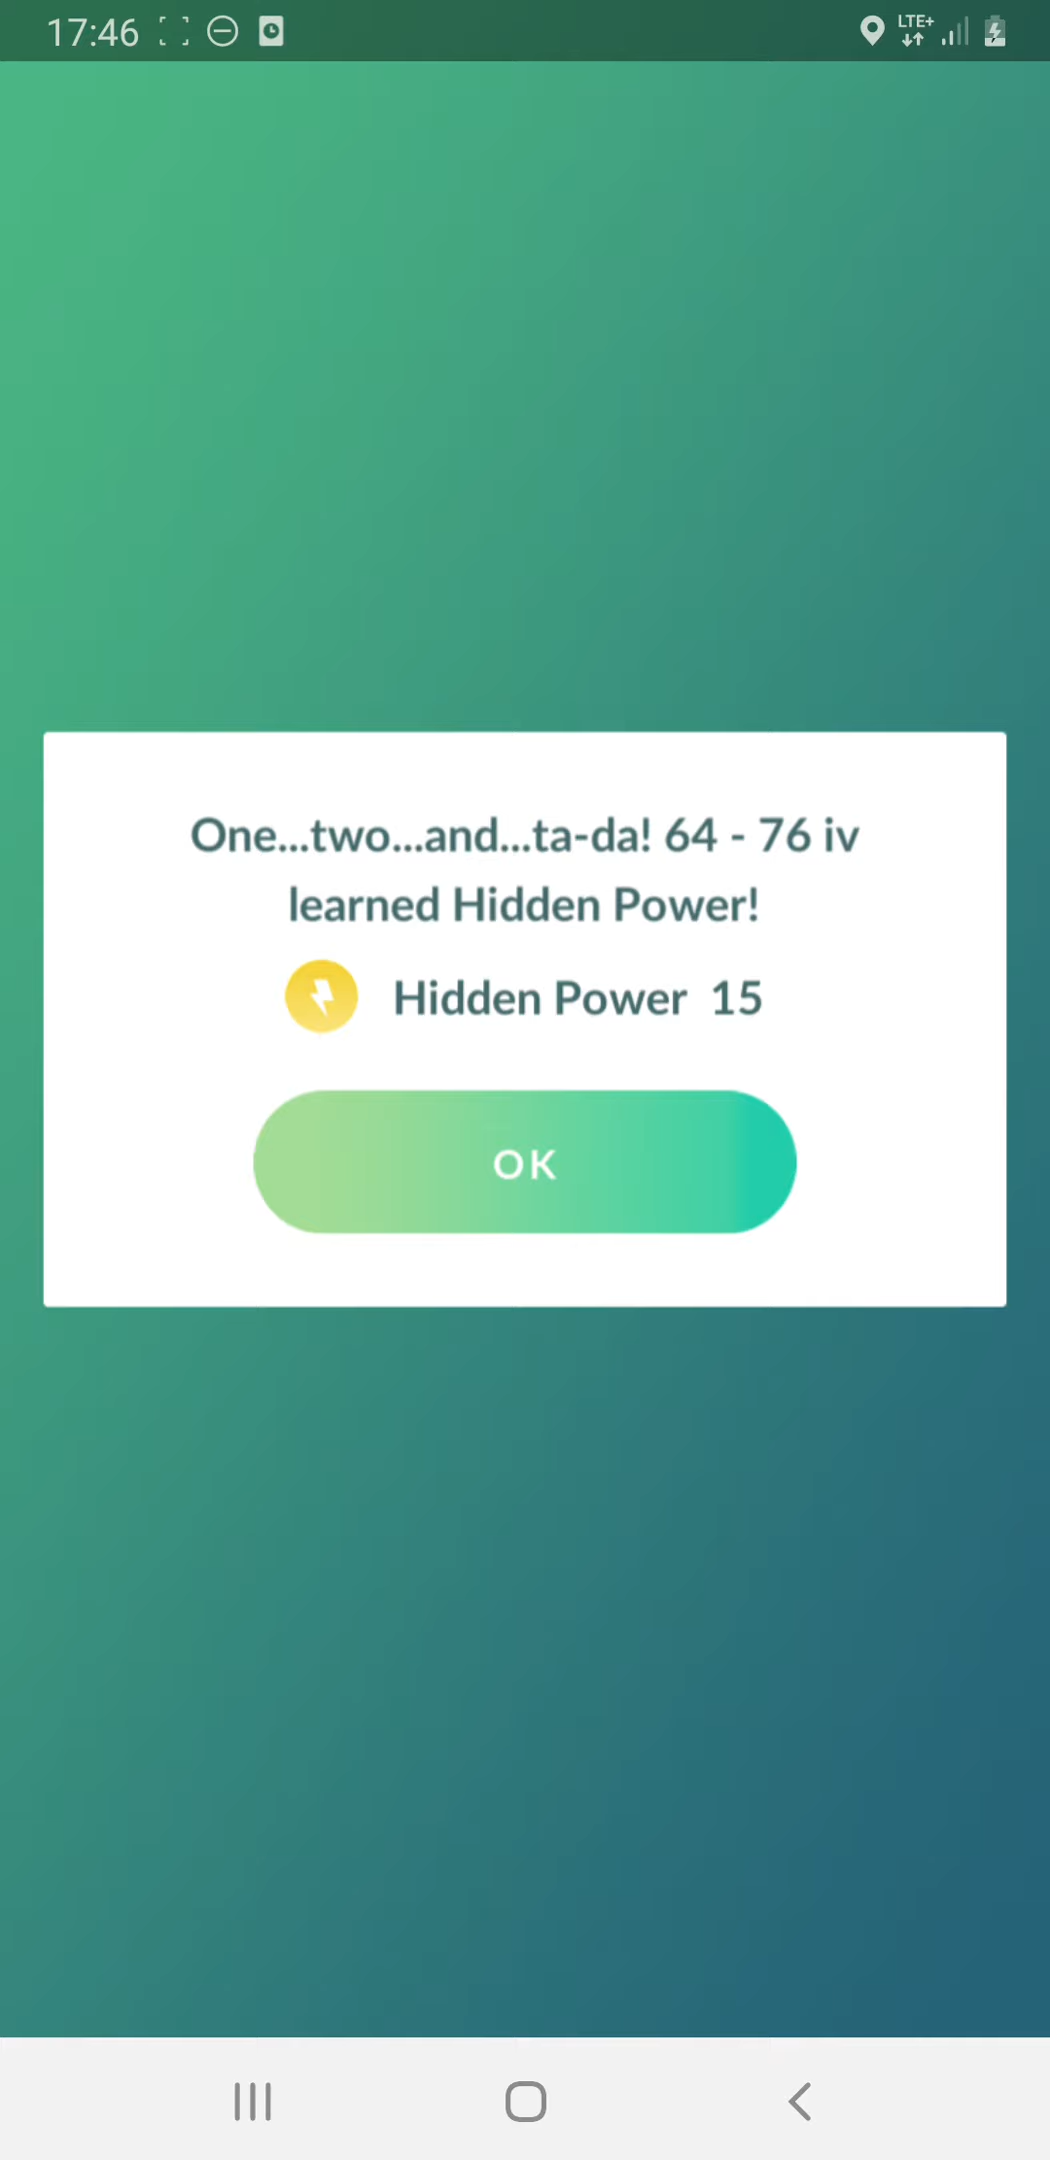 17:46
LTE+
One...two...and...ta-da! 64 - 76 iv
learned Hidden Power!
Hidden Power 15
OK